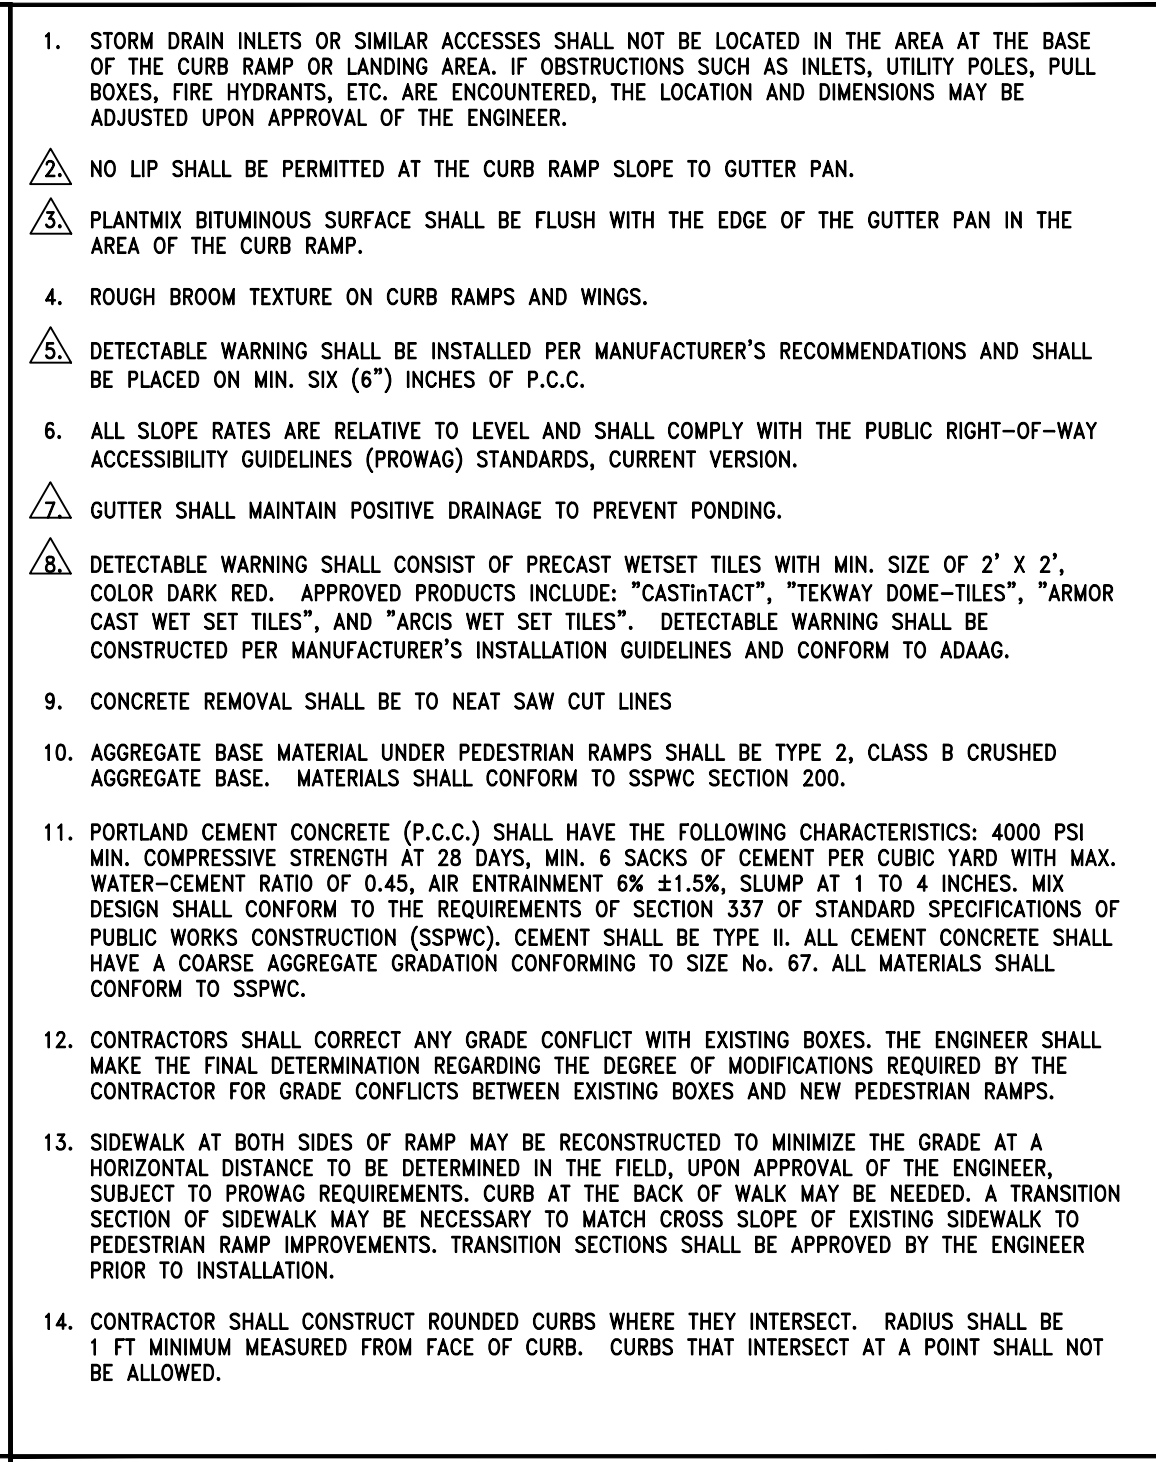 1. STORM DRAIN INLETS OR SIMILAR ACCESSES SHALL NOT BE LOCATED IN THE AREA AT THE BASE
OF THE CURB RAMP OR LANDING AREA. IF OBSTRUCTIONS SUCH AS INLETS, UTILITY POLES, PULL
BOXES, FIRE HYDRANTS, ETC. ARE ENCOUNTERED, THE LOCATION AND DIMENSIONS MAY BE
ADJUSTED UPON APPROVAL OF THE ENGINEER.
2. NO LIP SHALL BE PERMITTED AT THE CURB RAMP SLOPE TO GUTTER PAN.
3. PLANTMIX BITUMINOUS SURFACE SHALL BE FLUSH WITH THE EDGE OF THE GUTTER PAN IN THE
AREA OF THE CURB RAMP.
4. ROUGH BROOM TEXTURE ON CURB RAMPS AND WINGS.
5. DETECTABLE WARNING SHALL BE INSTALLED PER MANUFACTURER'S RECOMMENDATIONS AND SHALL
BE PLACED ON MIN. SIX (6") INCHES OF P.C.C.
6. ALL SLOPE RATES ARE RELATIVE TO LEVEL AND SHALL COMPLY WITH THE PUBLIC RIGHT-OF-WAY
ACCESSIBILITY GUIDELINES (PROWAG) STANDARDS, CURRENT VERSION.
7. GUTTER SHALL MAINTAIN POSITIVE DRAINAGE TO PREVENT PONDING.
8. DETECTABLE WARNING SHALL CONSIST OF PRECAST WETSET TILES WITH MIN. SIZE OF 2' X 2',
COLOR DARK RED. APPROVED PRODUCTS INCLUDE: "CASTinTACT", "TEKWAY DOME-TILES", "ARMOR
CAST WET SET TILES", AND "ARCIS WET SET TILES". DETECTABLE WARNING SHALL BE
CONSTRUCTED PER MANUFACTURER'S INSTALLATION GUIDELINES AND CONFORM TO ADAAG.
9. CONCRETE REMOVAL SHALL BE TO NEAT SAW CUT LINES
10. AGGREGATE BASE MATERIAL UNDER PEDESTRIAN RAMPS SHALL BE TYPE 2, CLASS B CRUSHED
AGGREGATE BASE. MATERIALS SHALL CONFORM TO SSPWC SECTION 200.
11. PORTLAND CEMENT CONCRETE (P.C.C.) SHALL HAVE THE FOLLOWING CHARACTERISTICS: 4000 PSI
MIN. COMPRESSIVE STRENGTH AT 28 DAYS, MIN. 6 SACKS OF CEMENT PER CUBIC YARD WITH MAX.
WATER-CEMENT RATIO OF 0.45, AIR ENTRAINMENT 6% ±1.5%, SLUMP AT 1 TO 4 INCHES. MIX
DESIGN SHALL CONFORM TO THE REQUIREMENTS OF SECTION 337 OF STANDARD SPECIFICATIONS OF
PUBLIC WORKS CONSTRUCTION (SSPWC). CEMENT SHALL BE TYPE II. ALL CEMENT CONCRETE SHALL
HAVE A COARSE AGGREGATE GRADATION CONFORMING TO SIZE No. 67. ALL MATERIALS SHALL
CONFORM TO SSPWC.
12. CONTRACTORS SHALL CORRECT ANY GRADE CONFLICT WITH EXISTING BOXES. THE ENGINEER SHALL
MAKE THE FINAL DETERMINATION REGARDING THE DEGREE OF MODIFICATIONS REQUIRED BY THE
CONTRACTOR FOR GRADE CONFLICTS BETWEEN EXISTING BOXES AND NEW PEDESTRIAN RAMPS.
13. SIDEWALK AT BOTH SIDES OF RAMP MAY BE RECONSTRUCTED TO MINIMIZE THE GRADE AT A
HORIZONTAL DISTANCE TO BE DETERMINED IN THE FIELD, UPON APPROVAL OF THE ENGINEER,
SUBJECT TO PROWAG REQUIREMENTS. CURB AT THE BACK OF WALK MAY BE NEEDED. A TRANSITION
SECTION OF SIDEWALK MAY BE NECESSARY TO MATCH CROSS SLOPE OF EXISTING SIDEWALK TO
PEDESTRIAN RAMP IMPROVEMENTS. TRANSITION SECTIONS SHALL BE APPROVED BY THE ENGINEER
PRIOR TO INSTALLATION.
14. CONTRACTOR SHALL CONSTRUCT ROUNDED CURBS WHERE THEY INTERSECT. RADIUS SHALL BE
1 FT MINIMUM MEASURED FROM FACE OF CURB. CURBS THAT INTERSECT AT A POINT SHALL NOT
BE ALLOWED.